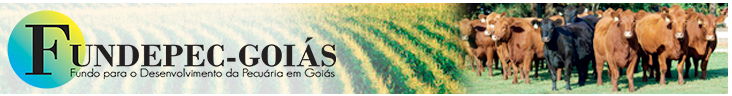 FUNDEPEC-GOIÁS
Fundo para o Desenvolvimento da Pecuária em Goiás